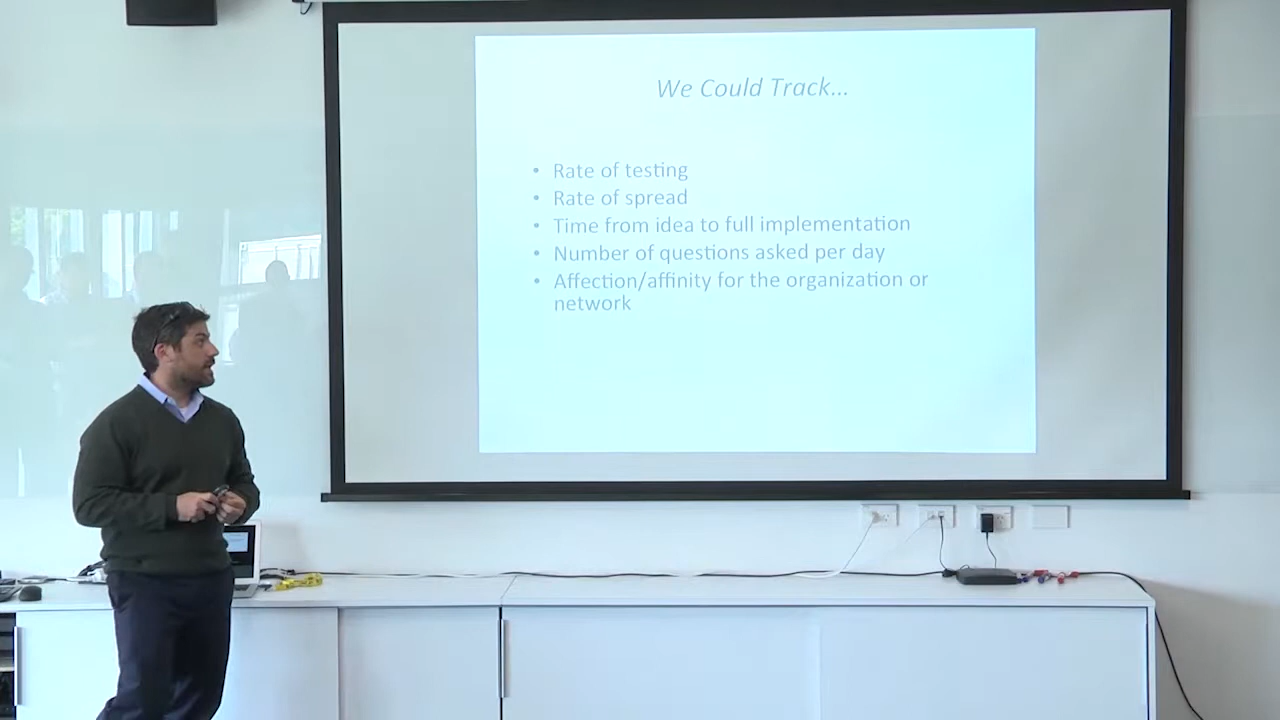 We Could Track...
• Rate of testing
• Rate of spread
• Time from idea to full implementation
• Number of questions asked per day
• Affection/affinity for the organization or
network